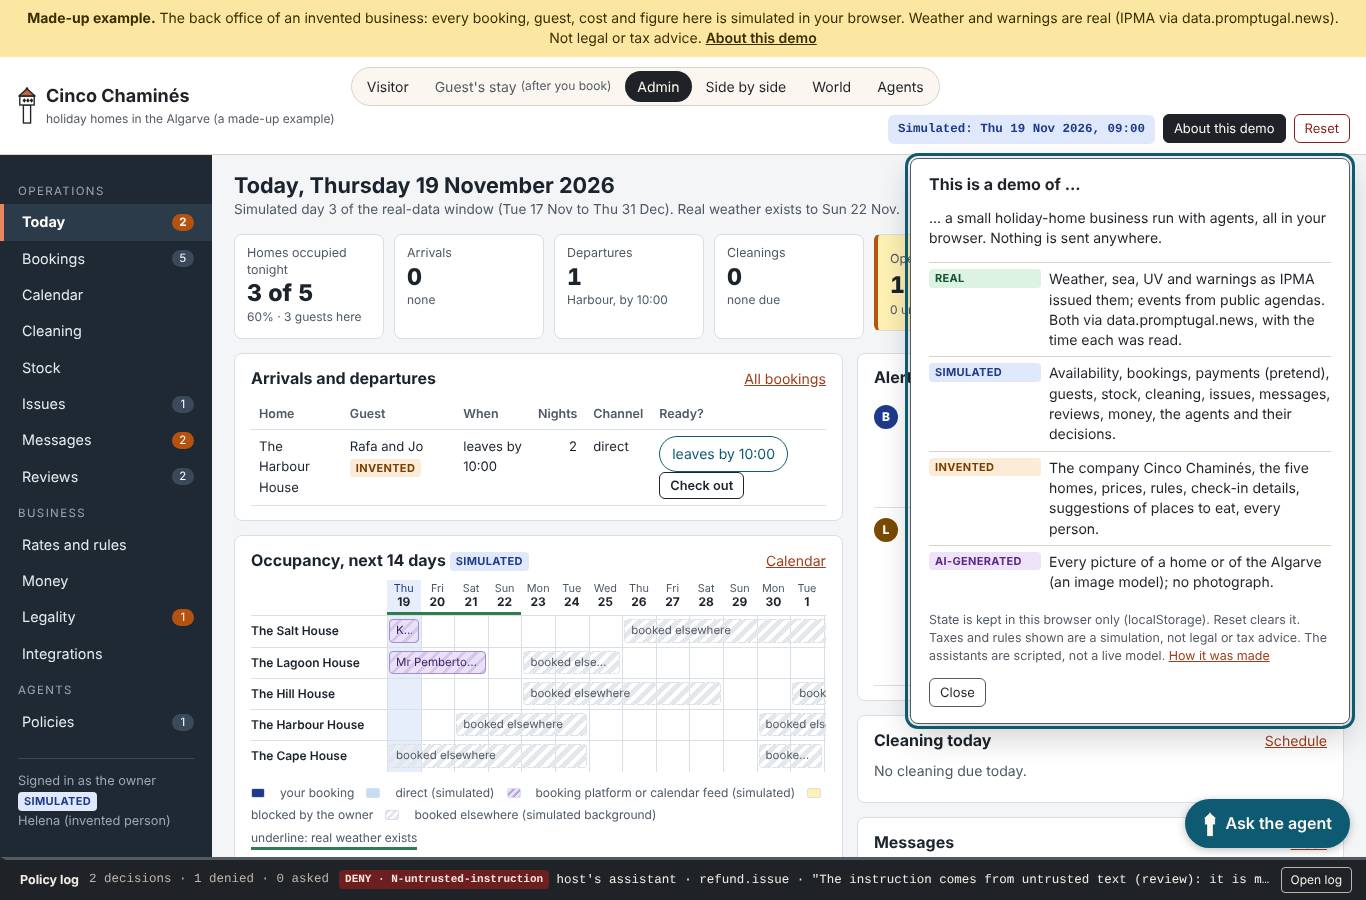 Made-up example. The back office of an invented business: every booking, guest, cost and figure here is simulated in your browser. Weather and warnings are real (IPMA via data.promptugal.news).
Not legal or tax advice. About this demo
Cinco Chaminés
holiday homes in the Algarve (a made-up example)
Visitor
Guest's stay (after you book)
Admin
Side by side
World
Agents
Simulated: Thu 19 Nov 2026, 09:00
About this demo
Reset
OPERATIONS
Today 2
Bookings 5
Calendar
Cleaning
Stock
Issues 1
Messages 2
Reviews 2
BUSINESS
Rates and rules
Money
Legality 1
Integrations
AGENTS
Policies 1
Signed in as the owner
SIMULATED
Helena (invented person)
Today, Thursday 19 November 2026
Simulated day 3 of the real-data window (Tue 17 Nov to Thu 31 Dec). Real weather exists to Sun 22 Nov.
Homes occupied
tonight
3 of 5
60% · 3 guests here
Arrivals
0
none
Departures
1
Harbour, by 10:00
Cleanings
0
none due
1
Arrivals and departures
All bookings
Home Guest When Nights Channel Ready?
The Harbour House
Rafa and Jo
INVENTED
leaves by 10:00
2
direct
leaves by 10:00
Check out
Occupancy, next 14 days SIMULATED
Calendar
Thu Fri Sat Sun Mon Tue Wed Thu Fri Sat Sun Mon Tue
19 20 21 22 23 24 25 26 27 28 29 30 1
The Salt House K... booked elsewhere
The Lagoon House Mr Pemberto... booked else...
The Hill House booked elsewhere book
The Harbour House booked elsewhere booked els
The Cape House booked elsewhere booke...
your booking direct (simulated) booking platform or calendar feed (simulated)
blocked by the owner booked elsewhere (simulated background)
underline: real weather exists
B
L
This is a demo of ...
... a small holiday-home business run with agents, all in your
browser. Nothing is sent anywhere.
REAL
Weather, sea, UV and warnings as IPMA
issued them; events from public agendas.
Both via data.promptugal.news, with the
time each was read.
SIMULATED
Availability, bookings, payments (pretend),
guests, stock, cleaning, issues, messages,
reviews, money, the agents and their
decisions.
INVENTED
The company Cinco Chaminés, the five
homes, prices, rules, check-in details,
suggestions of places to eat, every
person.
AI-GENERATED
Every picture of a home or of the Algarve
(an image model); no photograph.
State is kept in this browser only (localStorage). Reset clears it.
Taxes and rules shown are a simulation, not legal or tax advice. The
assistants are scripted, not a live model. How it was made
Close
Cleaning today
Schedule
No cleaning due today.
Messages
Ask the agent
Policy log 2 decisions · 1 denied · 0 asked DENY · N-untrusted-instruction host's assistant · refund.issue · "The instruction comes from untrusted text (review): it is m… Open log